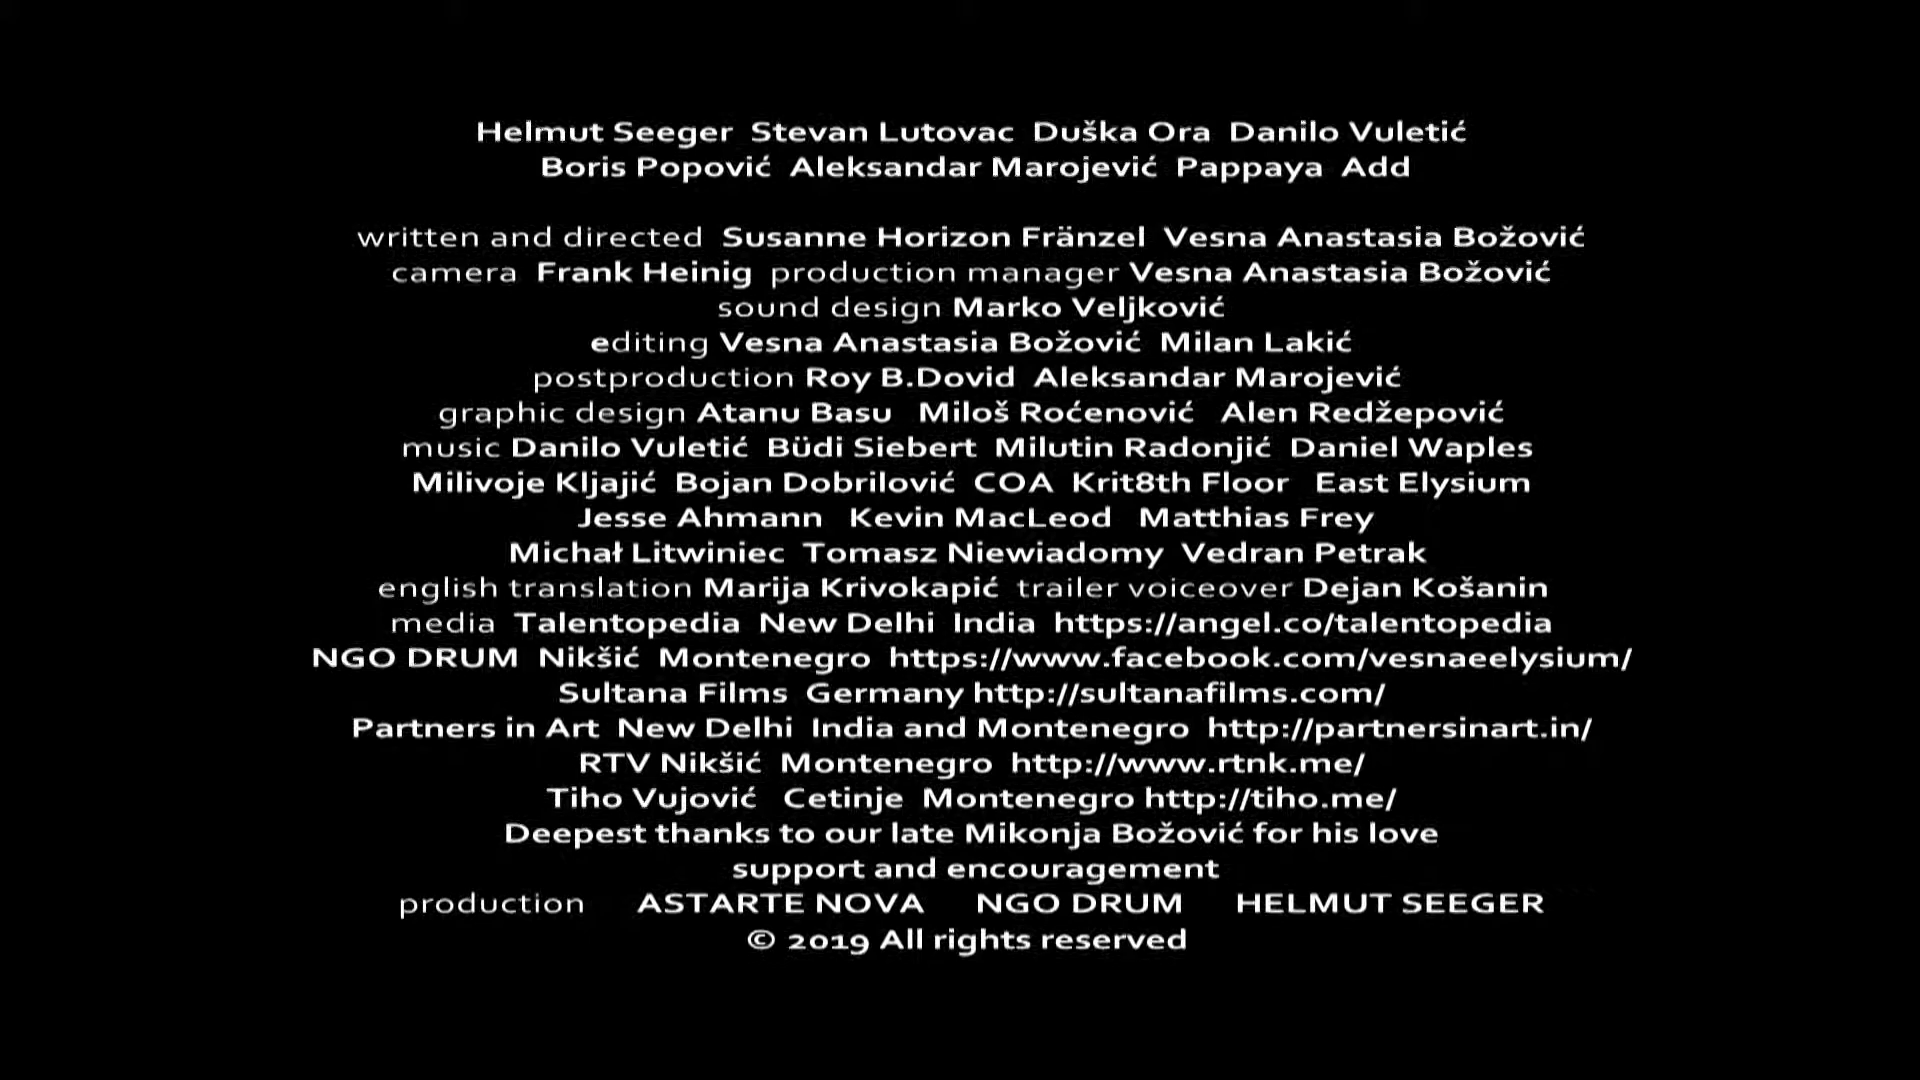 Helmut Seeger Stevan Lutovac Duška Ora Danilo Vuletić
Boris Popović Aleksandar Marojević Pappaya Add
written and directed Susanne Horizon Fränzel Vesna Anastasia Božović
camera Frank Heinig production manager Vesna Anastasia Božović
sound design Marko Veljković
editing Vesna Anastasia Božović Milan Lakić
postproduction Roy B.Dovid Aleksandar Marojević
graphic design Atanu Basu Miloš Roćenović Alen Redžepović
music Danilo Vuletić Büdi Siebert Milutin Radonjić Daniel Waples
Milivoje Kljajić Bojan Dobrilović COA Krit8th Floor East Elysium
Jesse Ahmann Kevin MacLeod Matthias Frey
Michał Litwiniec Tomasz Niewiadomy Vedran Petrak
english translation Marija Krivokapić trailer voiceover Dejan Košanin
media Talentopedia New Delhi India https://angel.co/talentopedia
NGO DRUM Nikšić Montenegro https://www.facebook.com/vesnaeelysium/
Sultana Films Germany http://sultanafilms.com/
Partners in Art New Delhi India and Montenegro http://partnersinart.in/
RTV Nikšić Montenegro http://www.rtnk.me/
Tiho Vujović Cetinje Montenegro http://tiho.me/
Deepest thanks to our late Mikonja Božović for his love
support and encouragement
production ASTARTE NOVA NGO DRUM HELMUT SEEGER
© 2019 All rights reserved